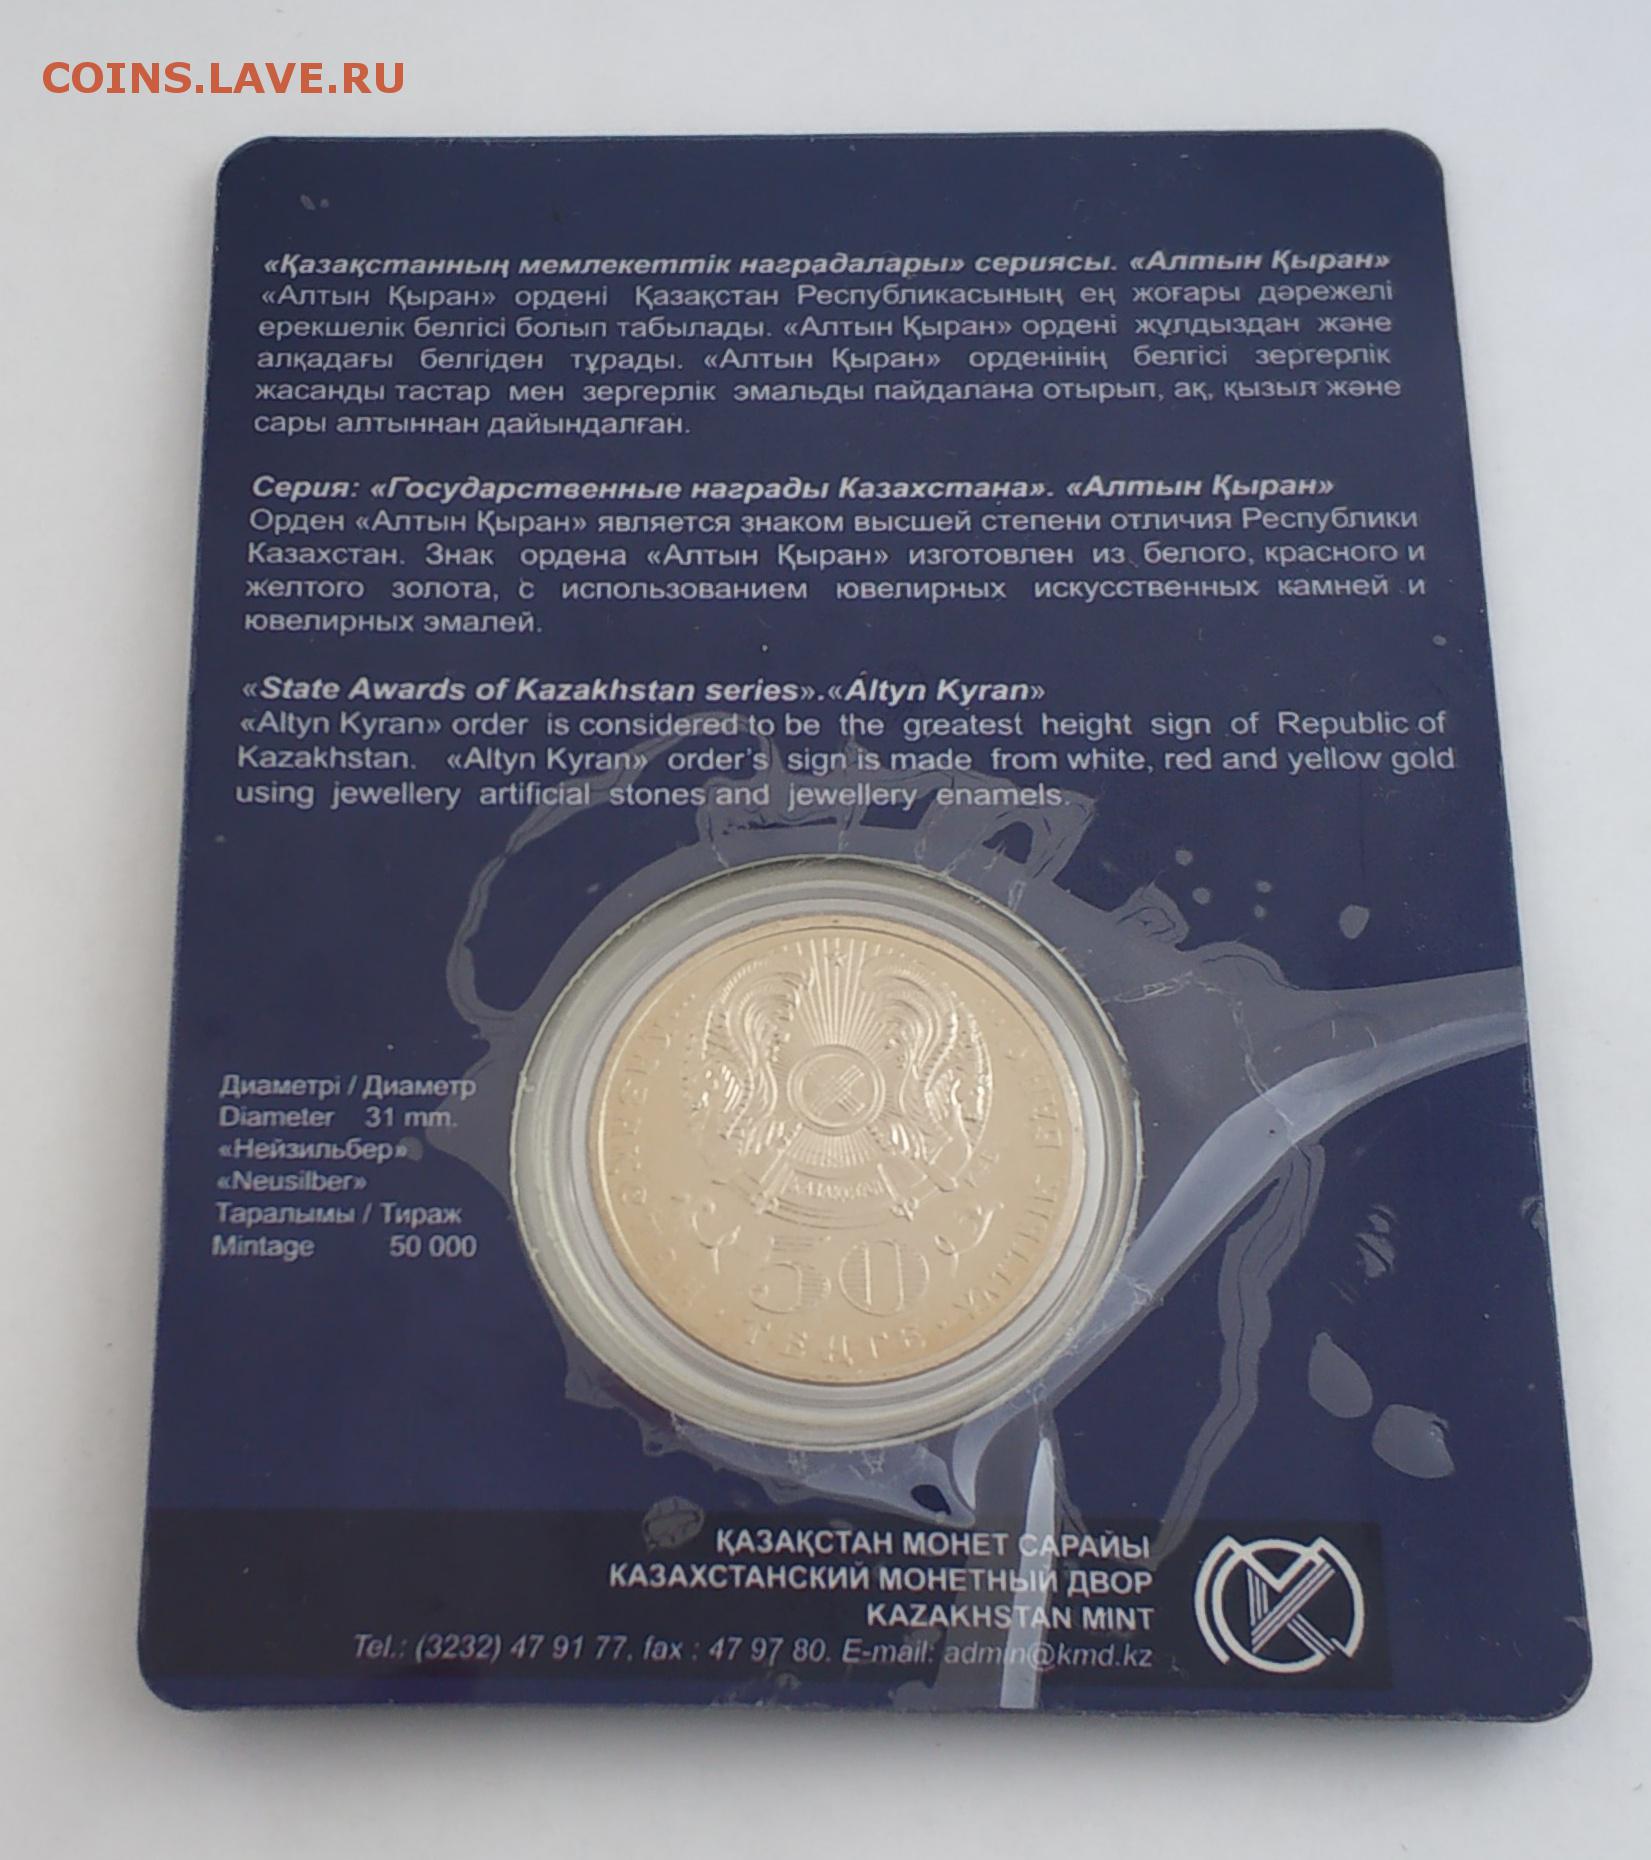 COINS.LAVE.RU
«Қазақстанның мемлекеттік наградалары» сериясы. «Алтын Қыран»
«Алтын Қыран» ордені Қазақстан Республикасының ең жоғары дәрежелі
ерекшелік белгісі болып табылады. «Алтын Қыран» ордені жұлдыздан және
алқадағы белгіден тұрады. «Алтын Қыран» орденінің белгісі зергерлік
жасанды тастар мен зергерлік эмальды пайдалана отырып, ақ, қызыл және
сары алтыннан дайындалған.
Серия: «Государственные награды Казахстана». «Алтын Қыран»
Орден «Алтын Қыран» является знаком высшей степени отличия Республики
Казахстан. Знак ордена «Алтын Қыран» изготовлен из белого, красного и
желтого золота, с использованием ювелирных искусственных камней и
ювелирных эмалей.
«State Awards of Kazakhstan series».«Altyn Kyran»
«Altyn Kyran» order is considered to be the greatest height sign of Republic of
Kazakhstan. «Altyn Kyran» order's sign is made from white, red and yellow gold
using jewellery artificial stones and jewellery enamels.
Диаметрі / Диаметр
Diameter 31 mm.
«Нейзильбер»
«Neusilber»
Таралымы / Тираж
Mintage 50 000
50
ТЕҢГЕ
ҚАЗАҚСТАН МОНЕТ САРАЙЫ
КАЗАХСТАНСКИЙ МОНЕТНЫЙ ДВОР
KAZAKHSTAN MINT
Tel.: (3232) 47 91 77, fax : 47 97 80. E-mail: admin@kmd.kz